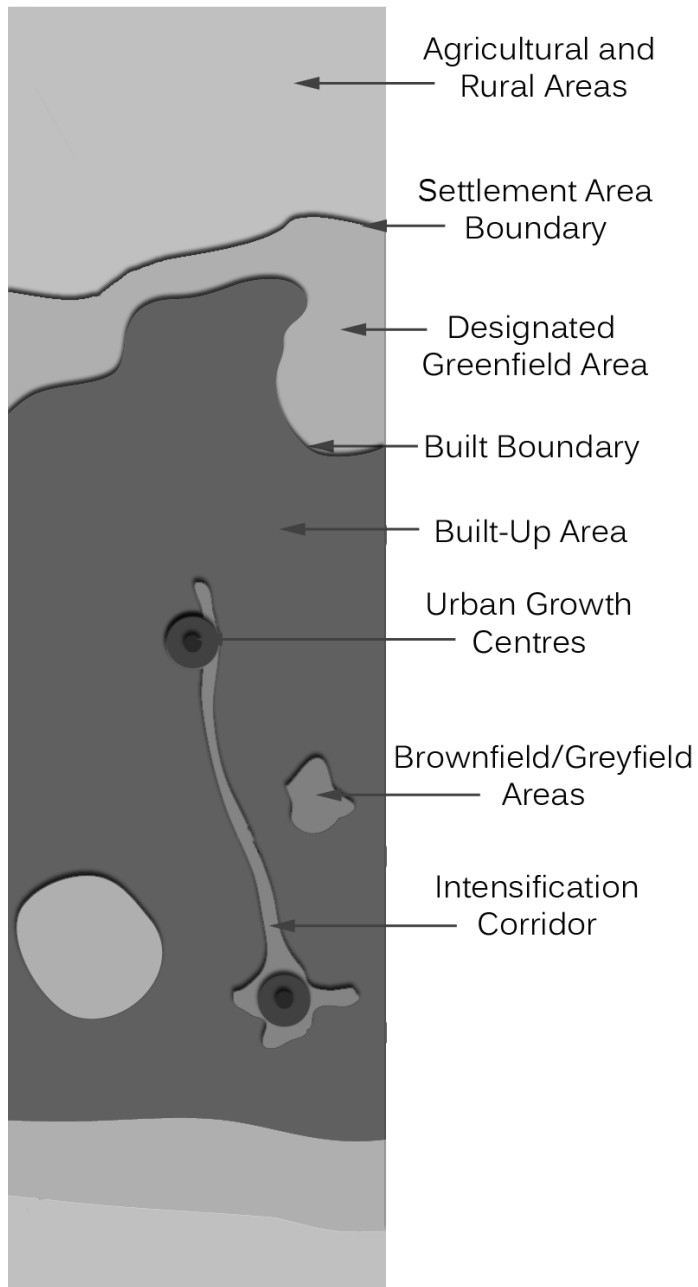 Agricultural and
Rural Areas
Settlement Area
Boundary
Designated
Greenfield Area
Built Boundary
Built-Up Area
Urban Growth
Centres
Brownfield/Greyfield
Areas
Intensification
Corridor